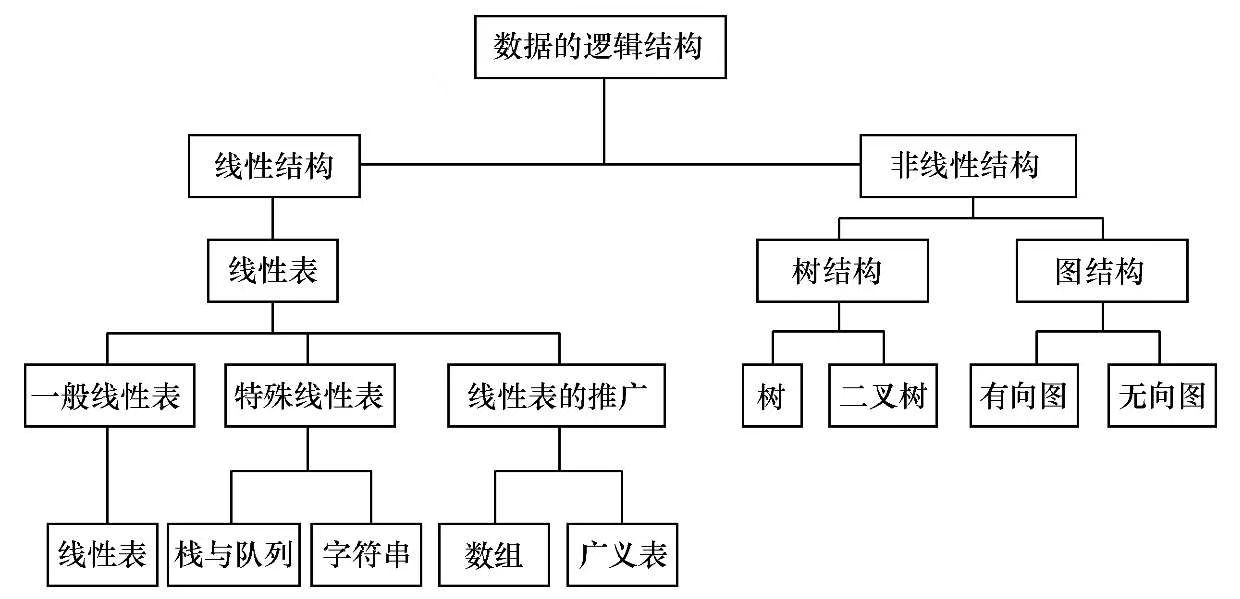 数据的逻辑结构
线性结构
非线性结构
线性表
树结构
图结构
一般线性表
特殊线性表
线性表的推广
树
二叉树
有向图
无向图
线性表
栈与队列
字符串
数组
广义表